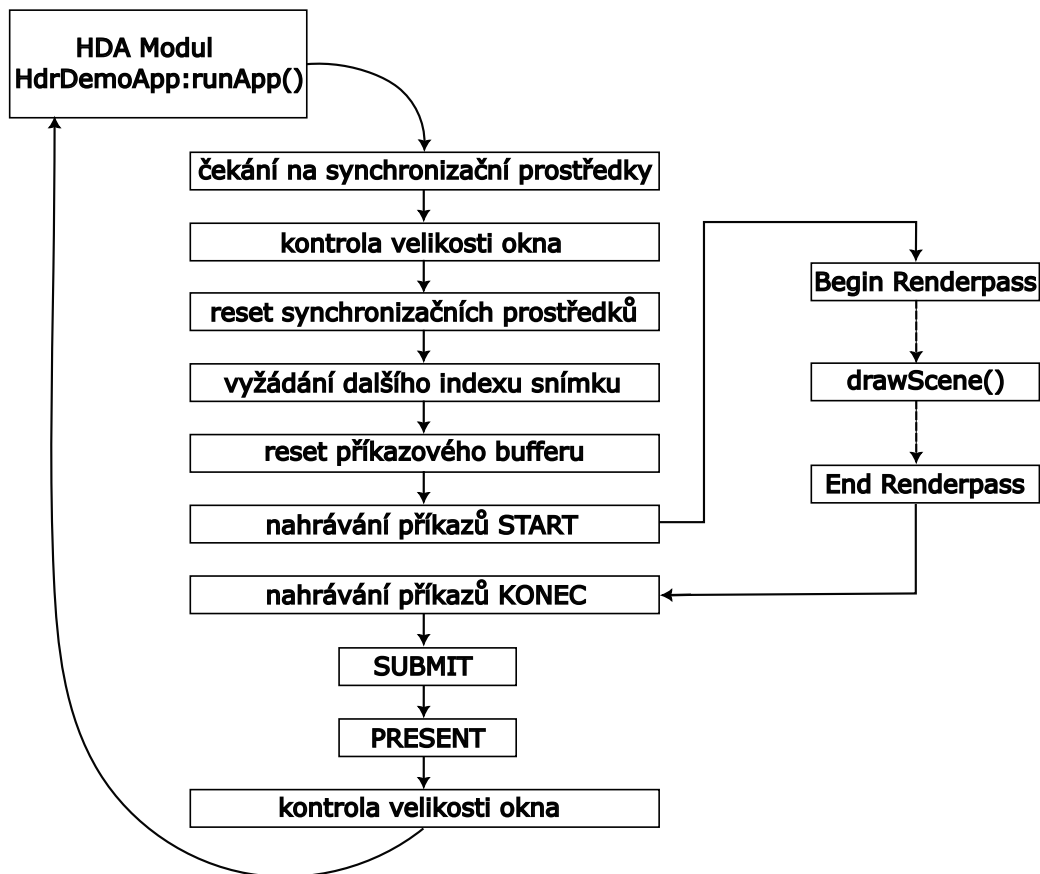 HDA Modul
HdrDemoApp:runApp()
čekání na synchronizační prostředky
kontrola velikosti okna
reset synchronizačních prostředků
vyžádání dalšího indexu snímku
reset příkazového bufferu
nahrávání příkazů START
Begin Renderpass
drawScene()
End Renderpass
nahrávání příkazů KONEC
SUBMIT
PRESENT
kontrola velikosti okna